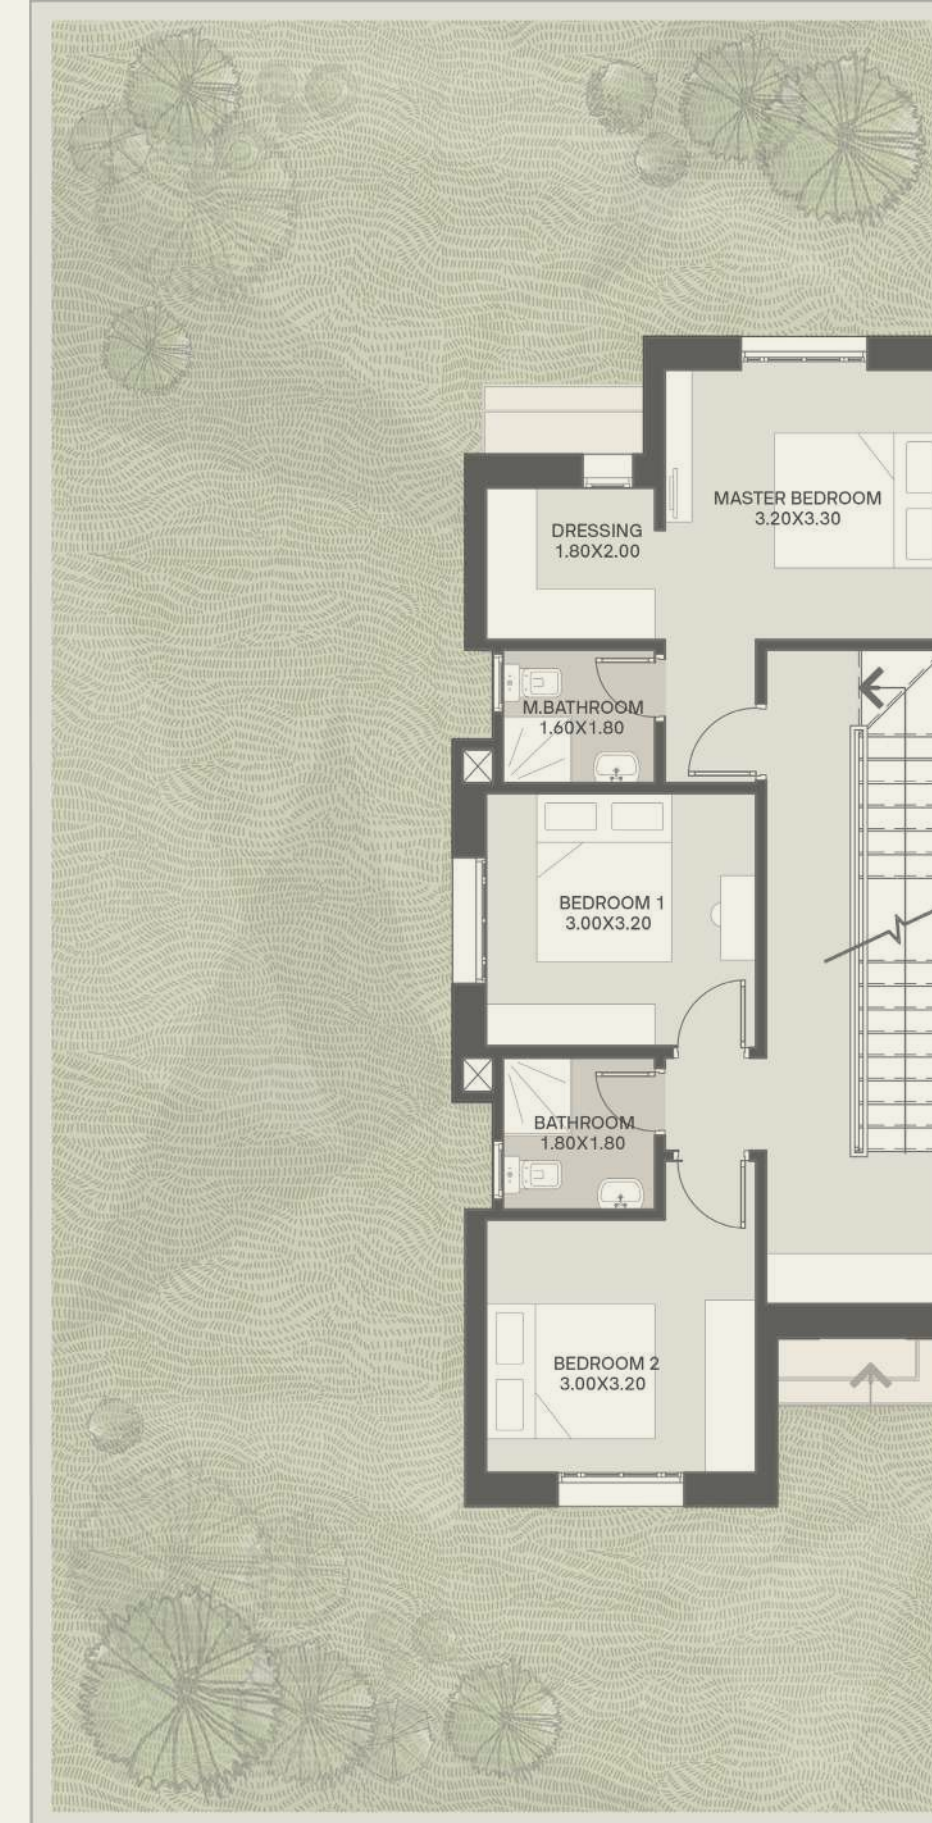 MASTER BEDROOM
3.20X3.30
DRESSING
1.80X2.00
M.BATHROOM
1.60X1.80
BEDROOM 1
3.00X3.20
BATHROOM
1.80X1.80
BEDROOM 2
3.00X3.20